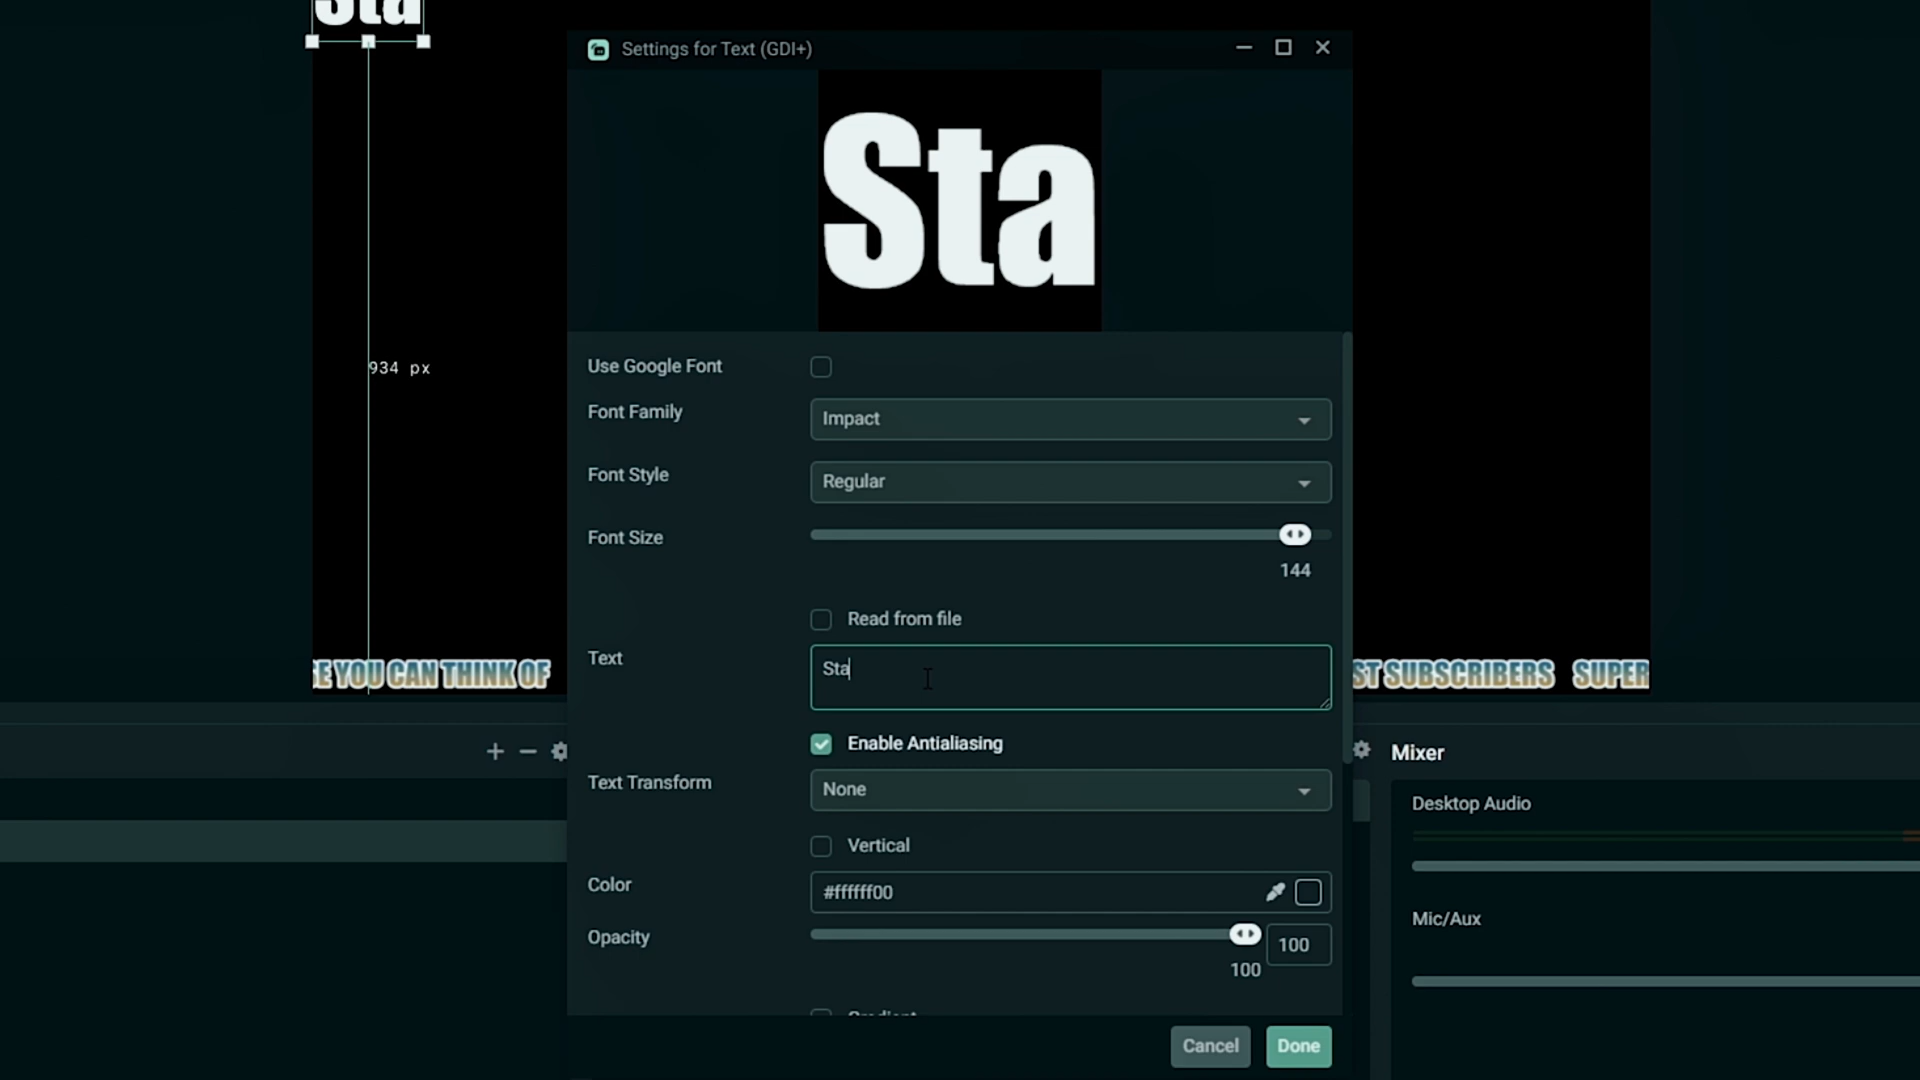 Sta
Settings for Text (GDI+)
Sta
Use Google Font
Font Family
Impact
934 px
Font Style
Regular
Font Size
144
Read from file
Text
Sta
E YOU CAN THINK OF
ST SUBSCRIBERS SUPER
Enable Antialiasing
Text Transform
None
Vertical
Color
#ffffff00
Opacity
100
100
Gradient
Cancel
Done
Mixer
Desktop Audio
Mic/Aux